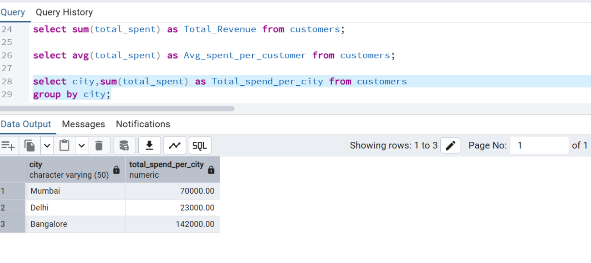 Query Query History
24 select sum(total_spent) as Total_Revenue from customers;
25
26 select avg(total_spent) as Avg_spent_per_customer from customers;
27
28 select city,sum(total_spent) as Total_spend_per_city from customers
29 group by city;
Data Output Messages Notifications
SQL Showing rows: 1 to 3 Page No: 1 of 1
city total_spend_per_city
character varying (50) numeric
1 Mumbai 70000.00
2 Delhi 23000.00
3 Bangalore 142000.00